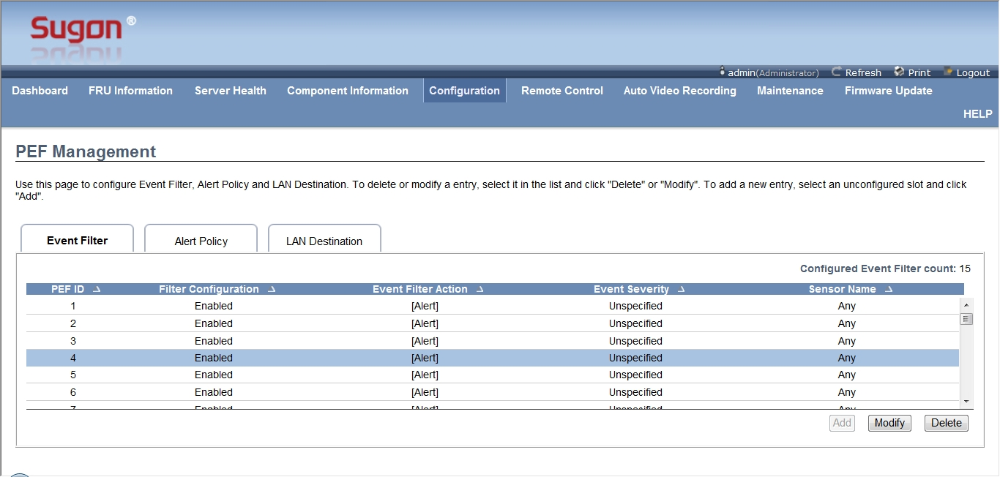 Sugon®
admin(Administrator) Refresh Print Logout
Dashboard FRU Information Server Health Component Information Configuration Remote Control Auto Video Recording Maintenance Firmware Update
HELP
PEF Management
Use this page to configure Event Filter, Alert Policy and LAN Destination. To delete or modify a entry, select it in the list and click "Delete" or "Modify". To add a new entry, select an unconfigured slot and click
"Add".
Event Filter Alert Policy LAN Destination
Configured Event Filter count: 15
PEF ID Filter Configuration Event Filter Action Event Severity Sensor Name
1 Enabled [Alert] Unspecified Any
2 Enabled [Alert] Unspecified Any
3 Enabled [Alert] Unspecified Any
4 Enabled [Alert] Unspecified Any
5 Enabled [Alert] Unspecified Any
6 Enabled [Alert] Unspecified Any
7 Enabled [Alert] Unspecified Any
Add Modify Delete